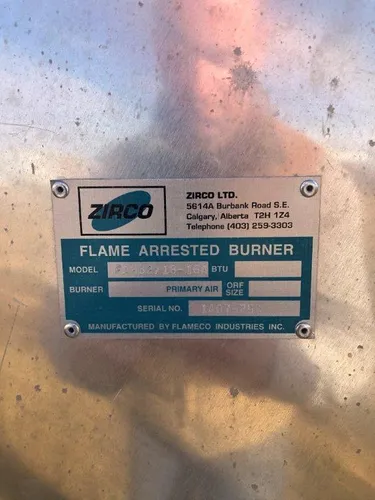 ZIRCO
ZIRCO LTD.
5614A Burbank Road S.E.
Calgary, Alberta T2H 1Z4
Telephone (403) 259-3303
FLAME ARRESTED BURNER
MODEL BTU
BURNER PRIMARY AIR ORF SIZE
SERIAL NO.
MANUFACTURED BY FLAMECO INDUSTRIES INC.